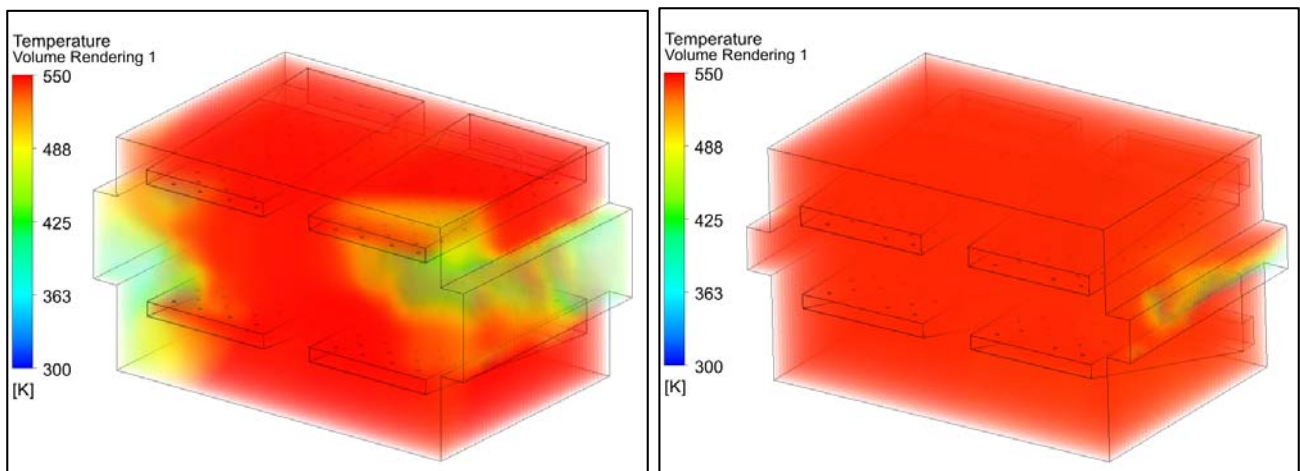 Temperature
Volume Rendering 1
550
488
425
363
300
[K]
Temperature
Volume Rendering 1
550
488
425
363
300
[K]